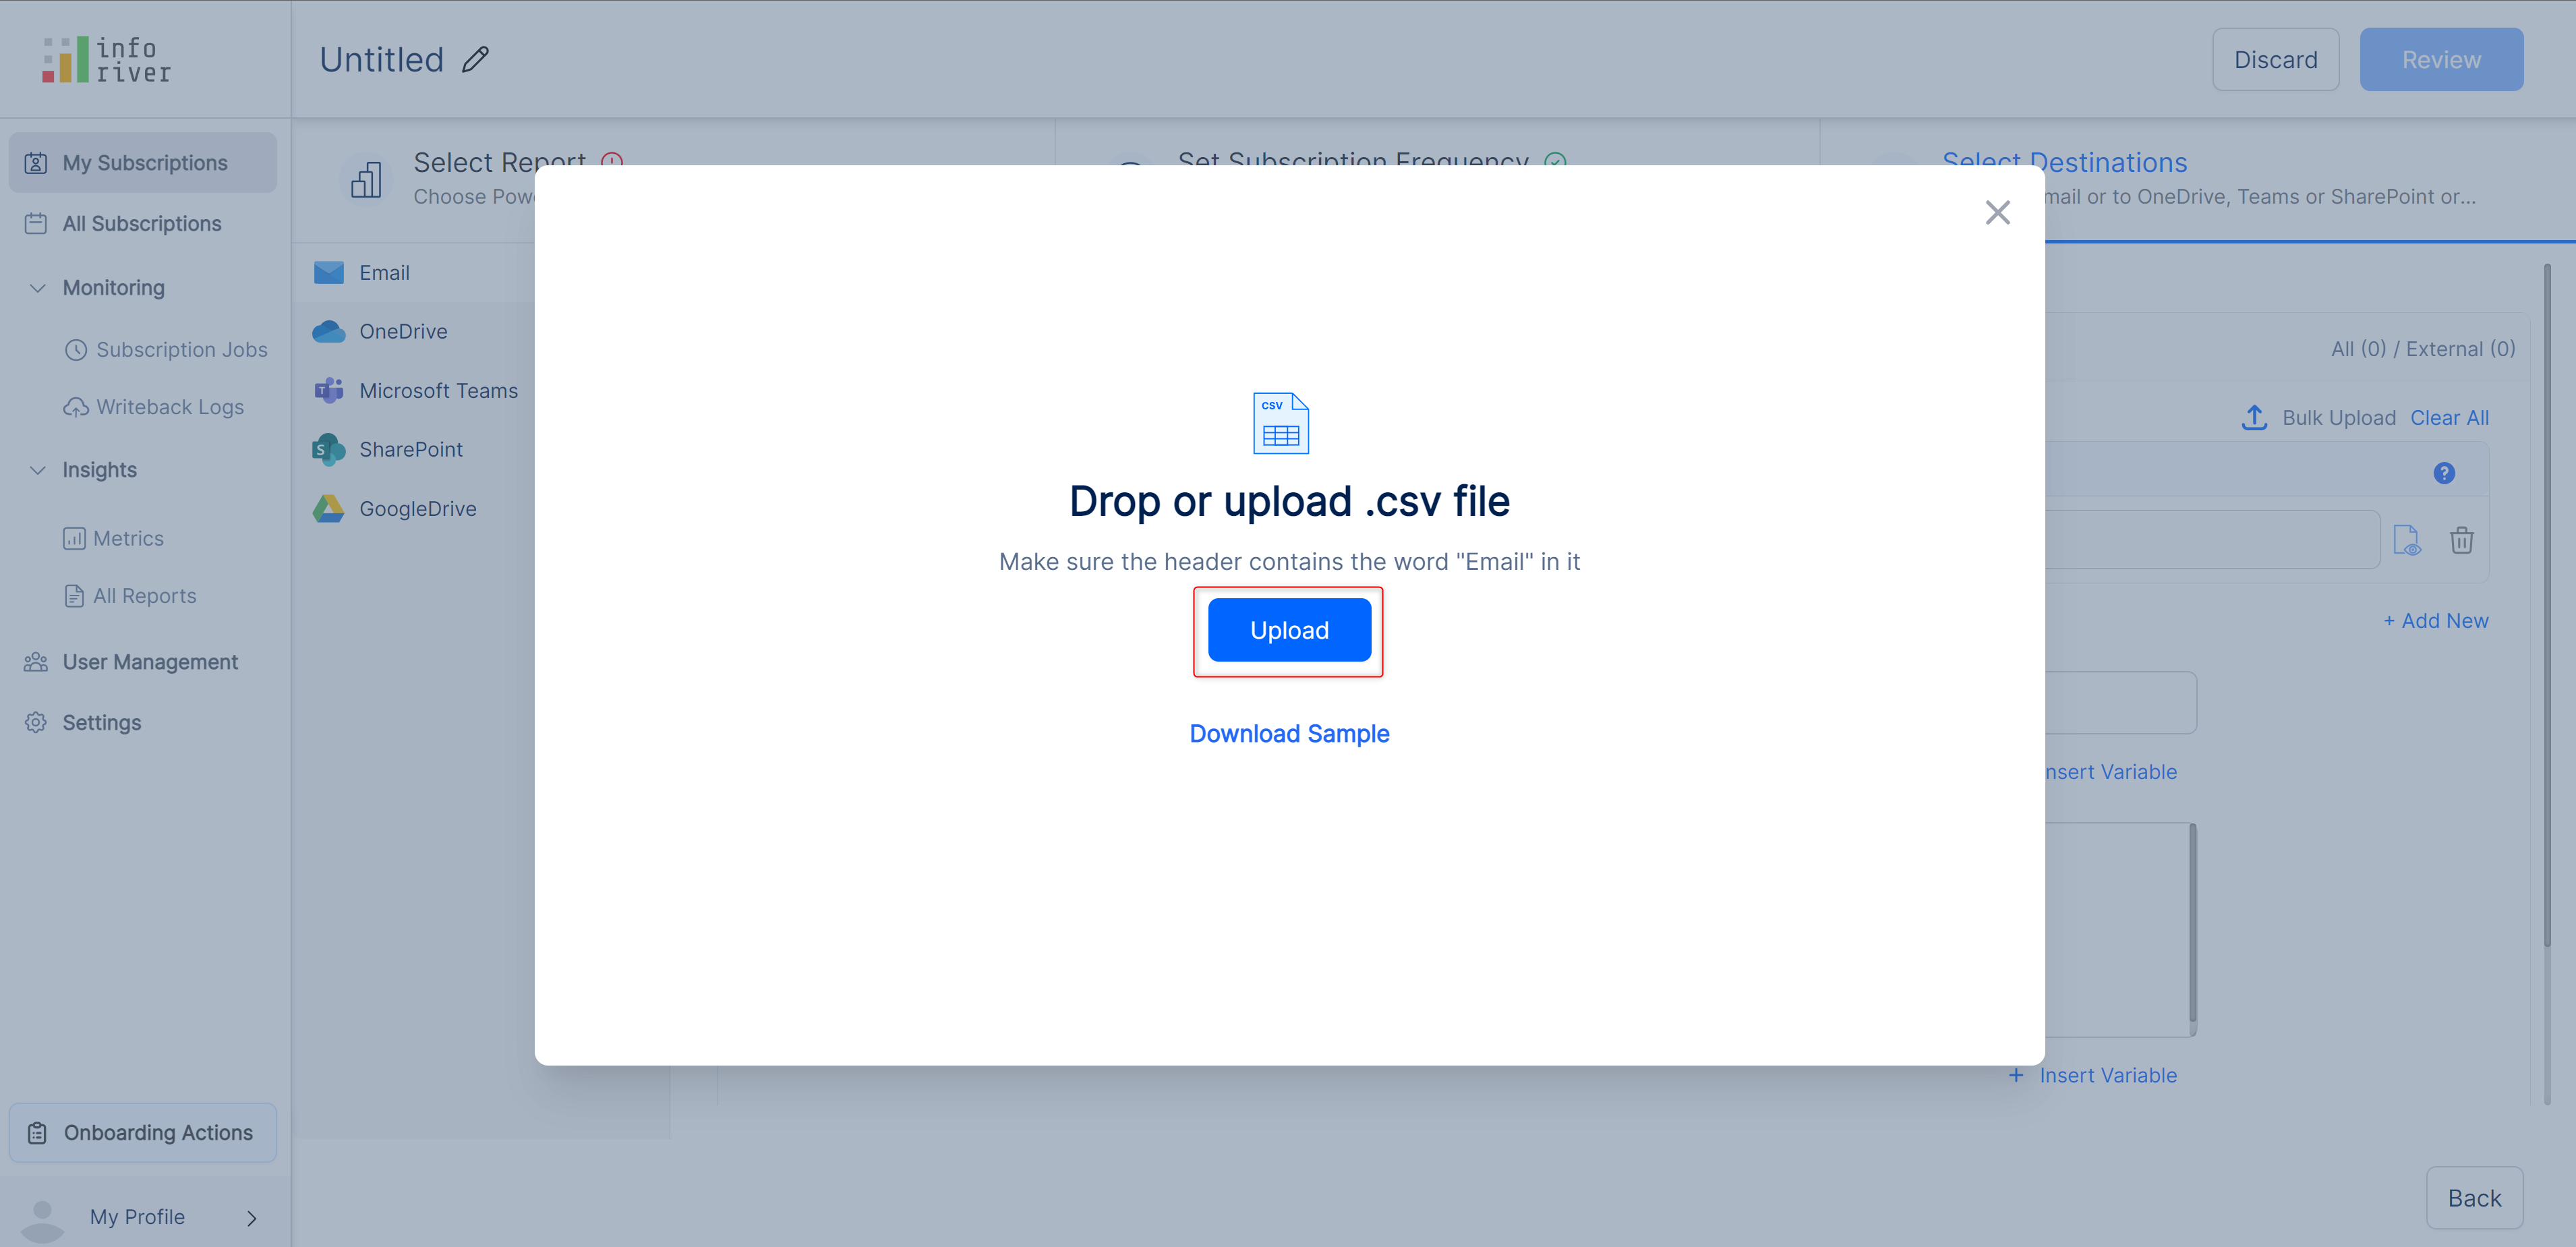 info
river
Untitled
Discard
Review
My Subscriptions
All Subscriptions
Monitoring
Subscription Jobs
Writeback Logs
Insights
Metrics
All Reports
User Management
Settings
Onboarding Actions
My Profile
Select Report
Choose Pow
Set Subscription Frequency
Select Destinations
mail or to OneDrive, Teams or SharePoint or...
Email
OneDrive
Microsoft Teams
SharePoint
GoogleDrive
All (0) / External (0)
Bulk Upload Clear All
+ Add New
nsert Variable
+ Insert Variable
Back
CSV
Drop or upload .csv file
Make sure the header contains the word "Email" in it
Upload
Download Sample